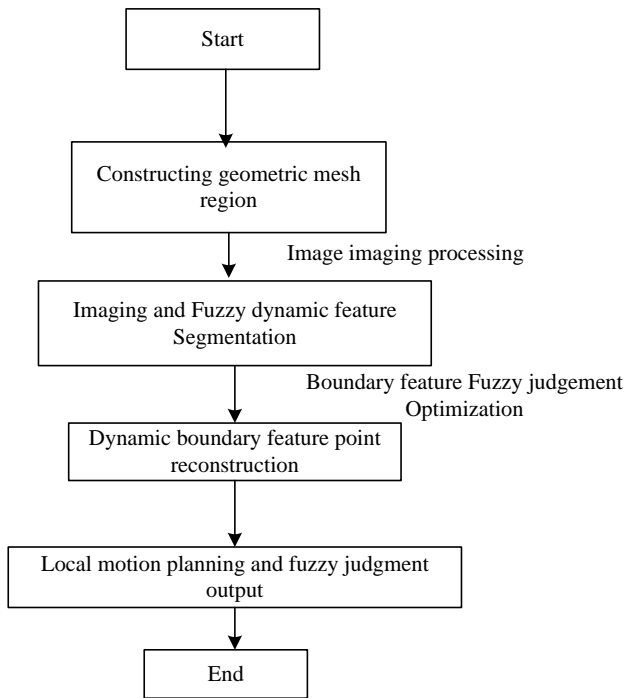 Start
Constructing geometric mesh
region
Image imaging processing
Imaging and Fuzzy dynamic feature
Segmentation
Boundary feature Fuzzy judgement
Optimization
Dynamic boundary feature point
reconstruction
Local motion planning and fuzzy judgment
output
End